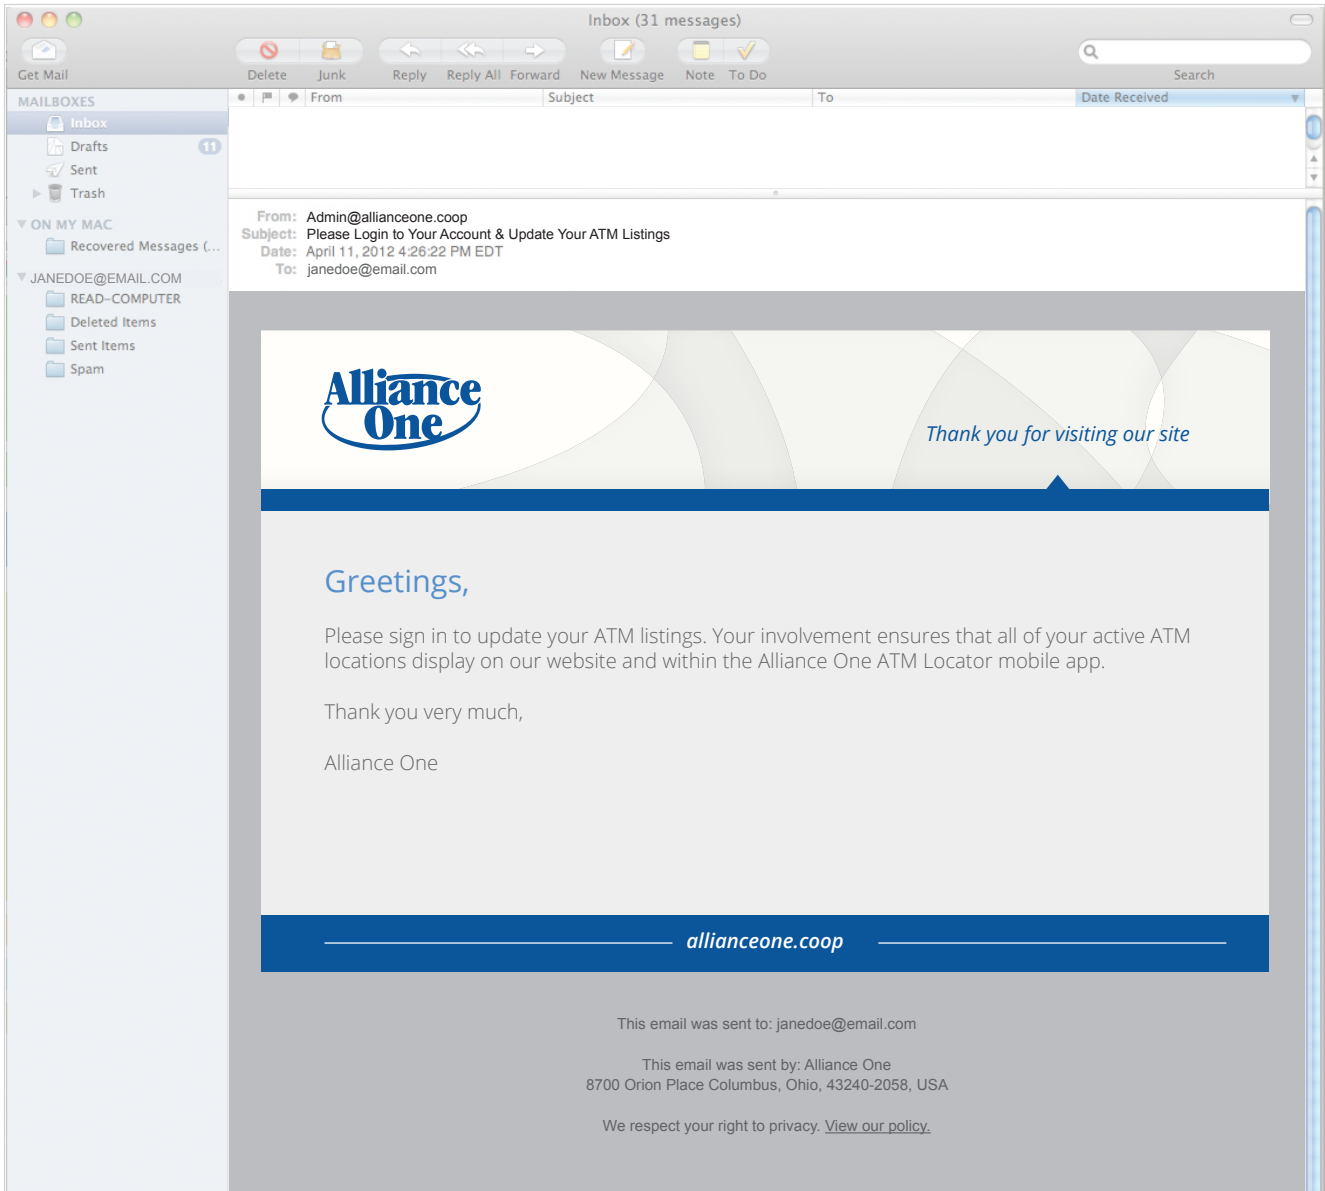 Inbox (31 messages)
Get Mail
Delete Junk Reply Reply All Forward New Message Note To Do
Search
MAILBOXES
Inbox
Drafts 11
Sent
Trash
ON MY MAC
Recovered Messages (...
JANEDOE@EMAIL.COM
READ-COMPUTER
Deleted Items
Sent Items
Spam
From Subject To Date Received
From: Admin@allianceone.coop
Subject: Please Login to Your Account & Update Your ATM Listings
Date: April 11, 2012 4:26:22 PM EDT
To: janedoe@email.com
Alliance
One
Thank you for visiting our site
Greetings,
Please sign in to update your ATM listings. Your involvement ensures that all of your active ATM
locations display on our website and within the Alliance One ATM Locator mobile app.
Thank you very much,
Alliance One
allianceone.coop
This email was sent to: janedoe@email.com
This email was sent by: Alliance One
8700 Orion Place Columbus, Ohio, 43240-2058, USA
We respect your right to privacy. View our policy.